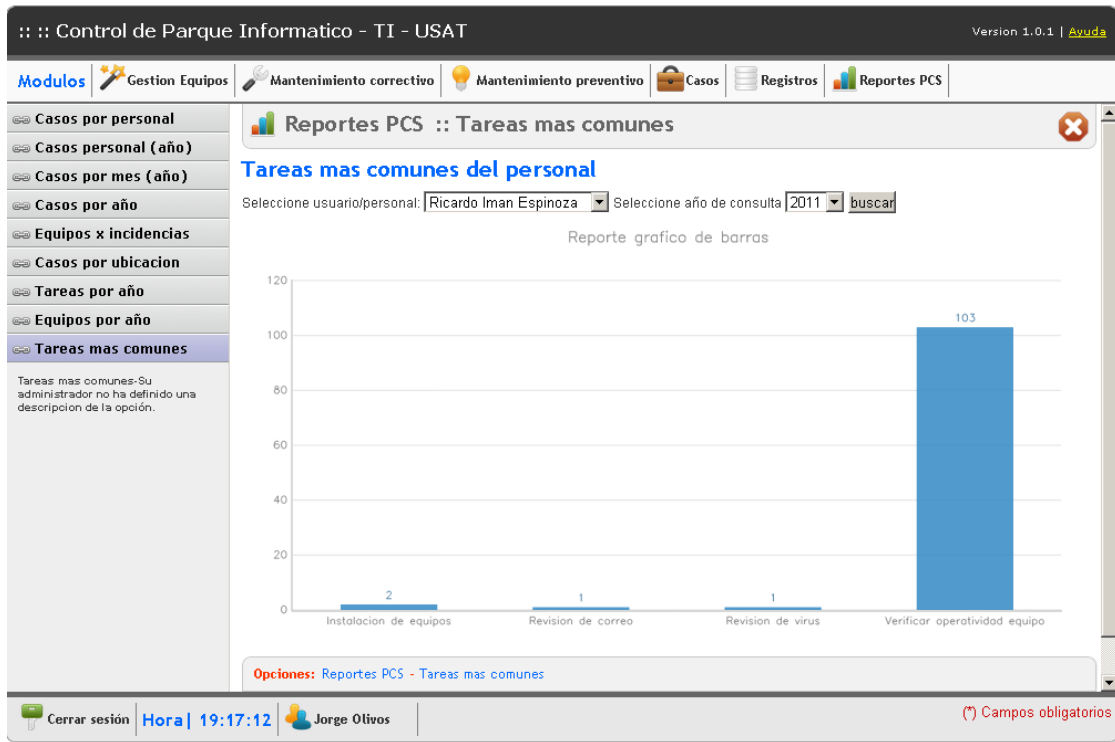 :: :: Control de Parque Informatico - TI - USAT
Version 1.0.1 | Ayuda
Modulos Gestion Equipos Mantenimiento correctivo Mantenimiento preventivo Casos Registros Reportes PCS
Casos por personal
Casos personal (año)
Casos por mes (año)
Casos por año
Equipos x incidencias
Casos por ubicacion
Tareas por año
Equipos por año
Tareas mas comunes
Tareas mas comunes-Su
administrador no ha definido una
descripcion de la opción.
Reportes PCS :: Tareas mas comunes
Tareas mas comunes del personal
Seleccione usuario/personal: Ricardo Iman Espinoza Seleccione año de consulta 2011 buscar
Reporte grafico de barras
120
100
80
60
40
20
0
2
1
1
103
Instalacion de equipos
Revision de correo
Revision de virus
Verificar operatividad equipo
Opciones: Reportes PCS - Tareas mas comunes
Cerrar sesión Hora| 19:17:12 Jorge Olivos
(*) Campos obligatorios